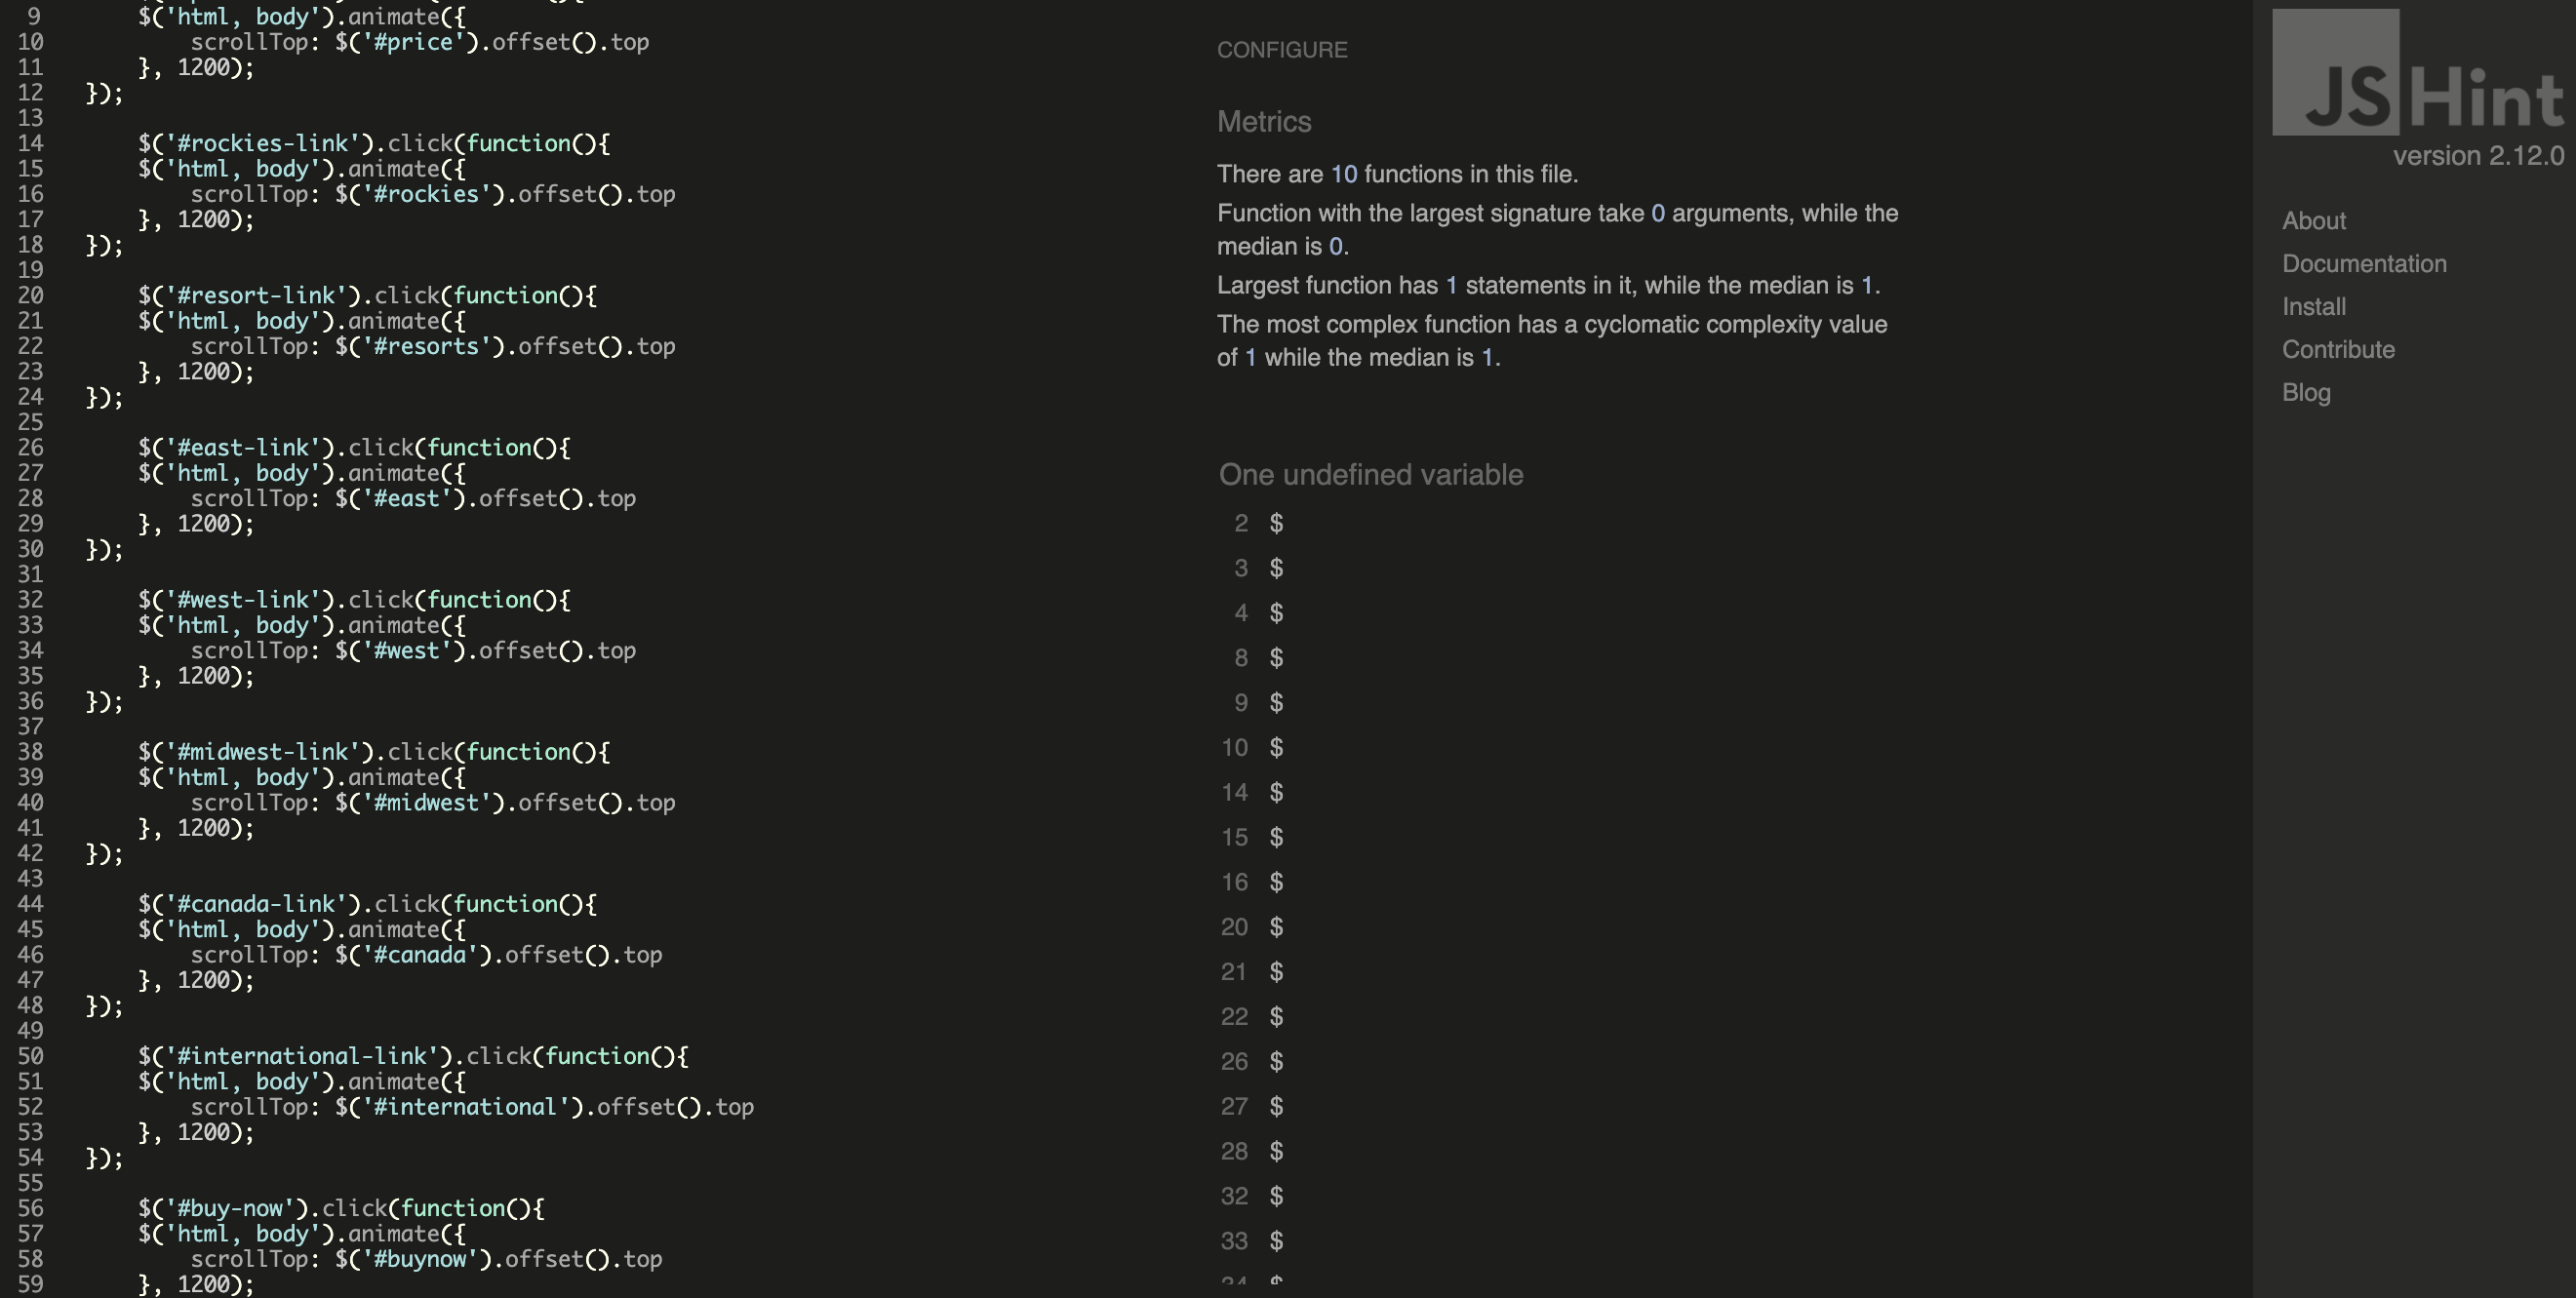 9 $('html, body').animate({
10 scrollTop: $('#price').offset().top
11 }, 1200);
12 });
13
14 $('#rockies-link').click(function(){
15 $('html, body').animate({
16 scrollTop: $('#rockies').offset().top
17 }, 1200);
18 });
19
20 $('#resort-link').click(function(){
21 $('html, body').animate({
22 scrollTop: $('#resorts').offset().top
23 }, 1200);
24 });
25
26 $('#east-link').click(function(){
27 $('html, body').animate({
28 scrollTop: $('#east').offset().top
29 }, 1200);
30 });
31
32 $('#west-link').click(function(){
33 $('html, body').animate({
34 scrollTop: $('#west').offset().top
35 }, 1200);
36 });
37
38 $('#midwest-link').click(function(){
39 $('html, body').animate({
40 scrollTop: $('#midwest').offset().top
41 }, 1200);
42 });
43
44 $('#canada-link').click(function(){
45 $('html, body').animate({
46 scrollTop: $('#canada').offset().top
47 }, 1200);
48 });
49
50 $('#international-link').click(function(){
51 $('html, body').animate({
52 scrollTop: $('#international').offset().top
53 }, 1200);
54 });
55
56 $('#buy-now').click(function(){
57 $('html, body').animate({
58 scrollTop: $('#buynow').offset().top
59 }, 1200);
CONFIGURE
Metrics
There are 10 functions in this file.
Function with the largest signature take 0 arguments, while the
median is 0.
Largest function has 1 statements in it, while the median is 1.
The most complex function has a cyclomatic complexity value
of 1 while the median is 1.
One undefined variable
2 $
3 $
4 $
8 $
9 $
10 $
14 $
15 $
16 $
20 $
21 $
22 $
26 $
27 $
28 $
32 $
33 $
34 $
JSHint
version 2.12.0
About
Documentation
Install
Contribute
Blog